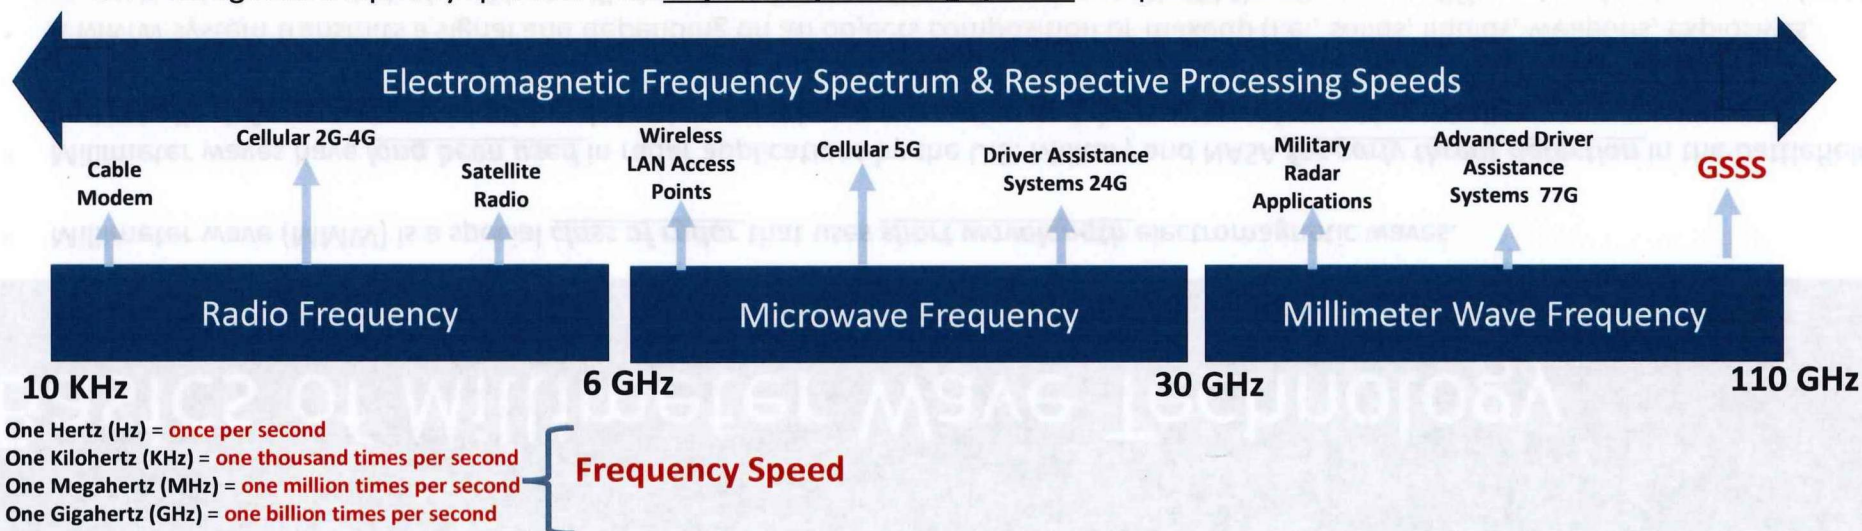 Electromagnetic Frequency Spectrum & Respective Processing Speeds
Cable
Modem
Cellular 2G-4G
Satellite
Radio
Wireless
LAN Access
Points
Cellular 5G
Driver Assistance
Systems 24G
Military
Radar
Applications
Advanced Driver
Assistance
Systems 77G
GSSS
Radio Frequency
Microwave Frequency
Millimeter Wave Frequency
10 KHz
6 GHz
30 GHz
110 GHz
One Hertz (Hz) = once per second
One Kilohertz (KHz) = one thousand times per second
One Megahertz (MHz) = one million times per second
One Gigahertz (GHz) = one billion times per second
Frequency Speed